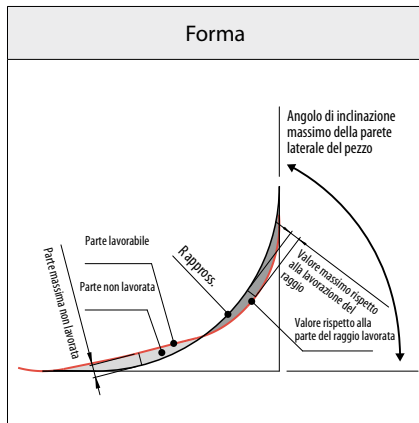 Forma
Angolo di inclinazione
massimo della parete
laterale del pezzo
Parte lavorabile
Parte non lavorata
Parte massima non lavorata
R appross.
Valore massimo rispetto
alla lavorazione del
raggio
Valore rispetto alla
parte del raggio lavorata